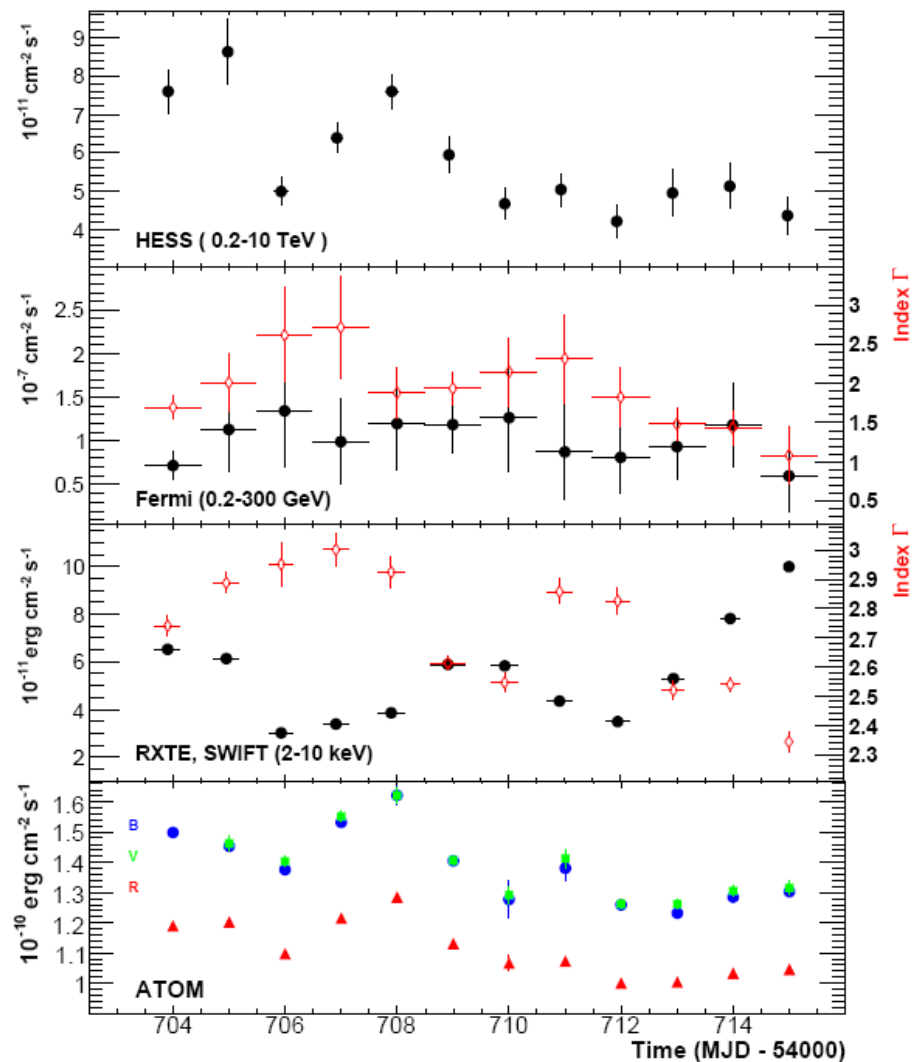 9
8
7
6
5
4
10⁻¹¹ cm⁻² s⁻¹
HESS ( 0.2-10 TeV )
2.5
2
1.5
1
0.5
10⁻⁷ cm⁻² s⁻¹
3
2.5
2
1.5
1
0.5
Index Γ
Fermi (0.2-300 GeV)
10
8
6
4
2
10⁻¹¹ erg cm⁻² s⁻¹
3
2.9
2.8
2.7
2.6
2.5
2.4
2.3
Index Γ
RXTE, SWIFT (2-10 keV)
1.6
1.5
1.4
1.3
1.2
1.1
1
10⁻¹⁰ erg cm⁻² s⁻¹
B
V
R
ATOM
704 706 708 710 712 714
Time (MJD - 54000)